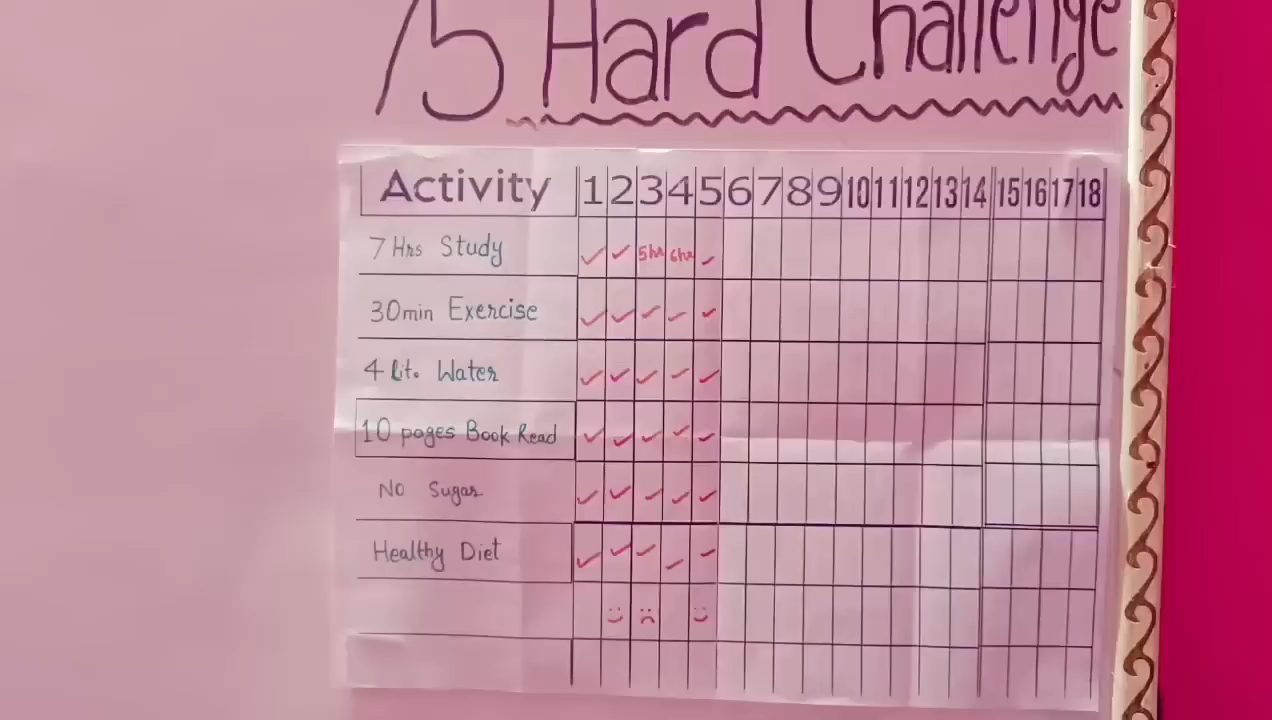 75 Hard Challenge
Activity 1 2 3 4 5 6 7 8 9 10 11 12 13 14 15 16 17 18
7 Hrs Study ✓ ✓ 5hr 6hr ✓
30min Exercise ✓ ✓ ✓ ✓ ✓
4 Lit. Water ✓ ✓ ✓ ✓ ✓
10 pages Book Read ✓ ✓ ✓ ✓ ✓
No Sugar ✓ ✓ ✓ ✓ ✓
Healthy Diet ✓ ✓ ✓ ✓ ✓